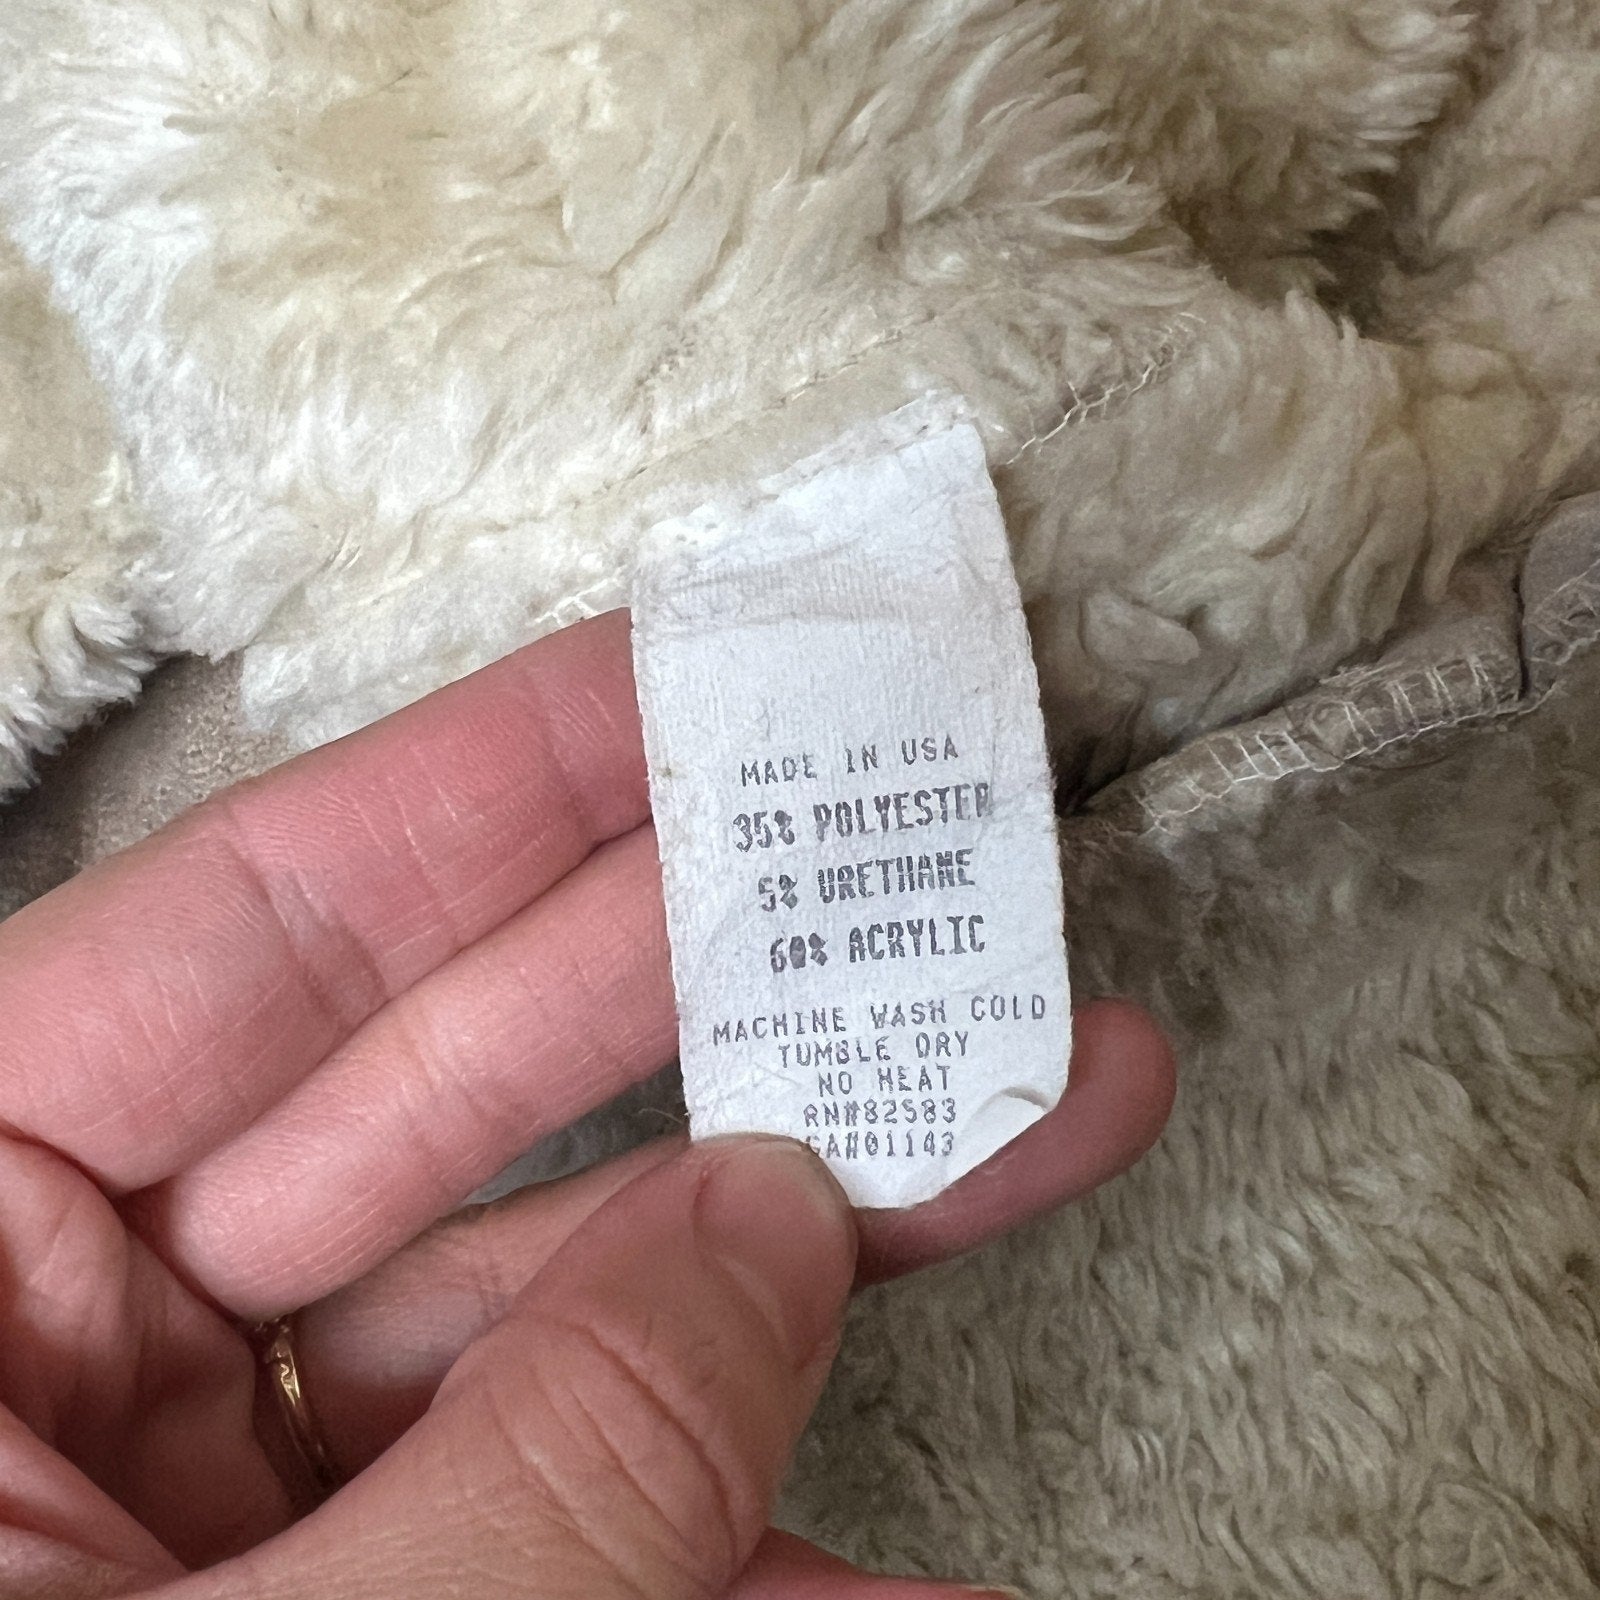 MADE IN USA
35% POLYESTER
5% URETHANE
60% ACRYLIC
MACHINE WASH COLD
TUMBLE DRY
NO HEAT
RN#82583
CA#01143